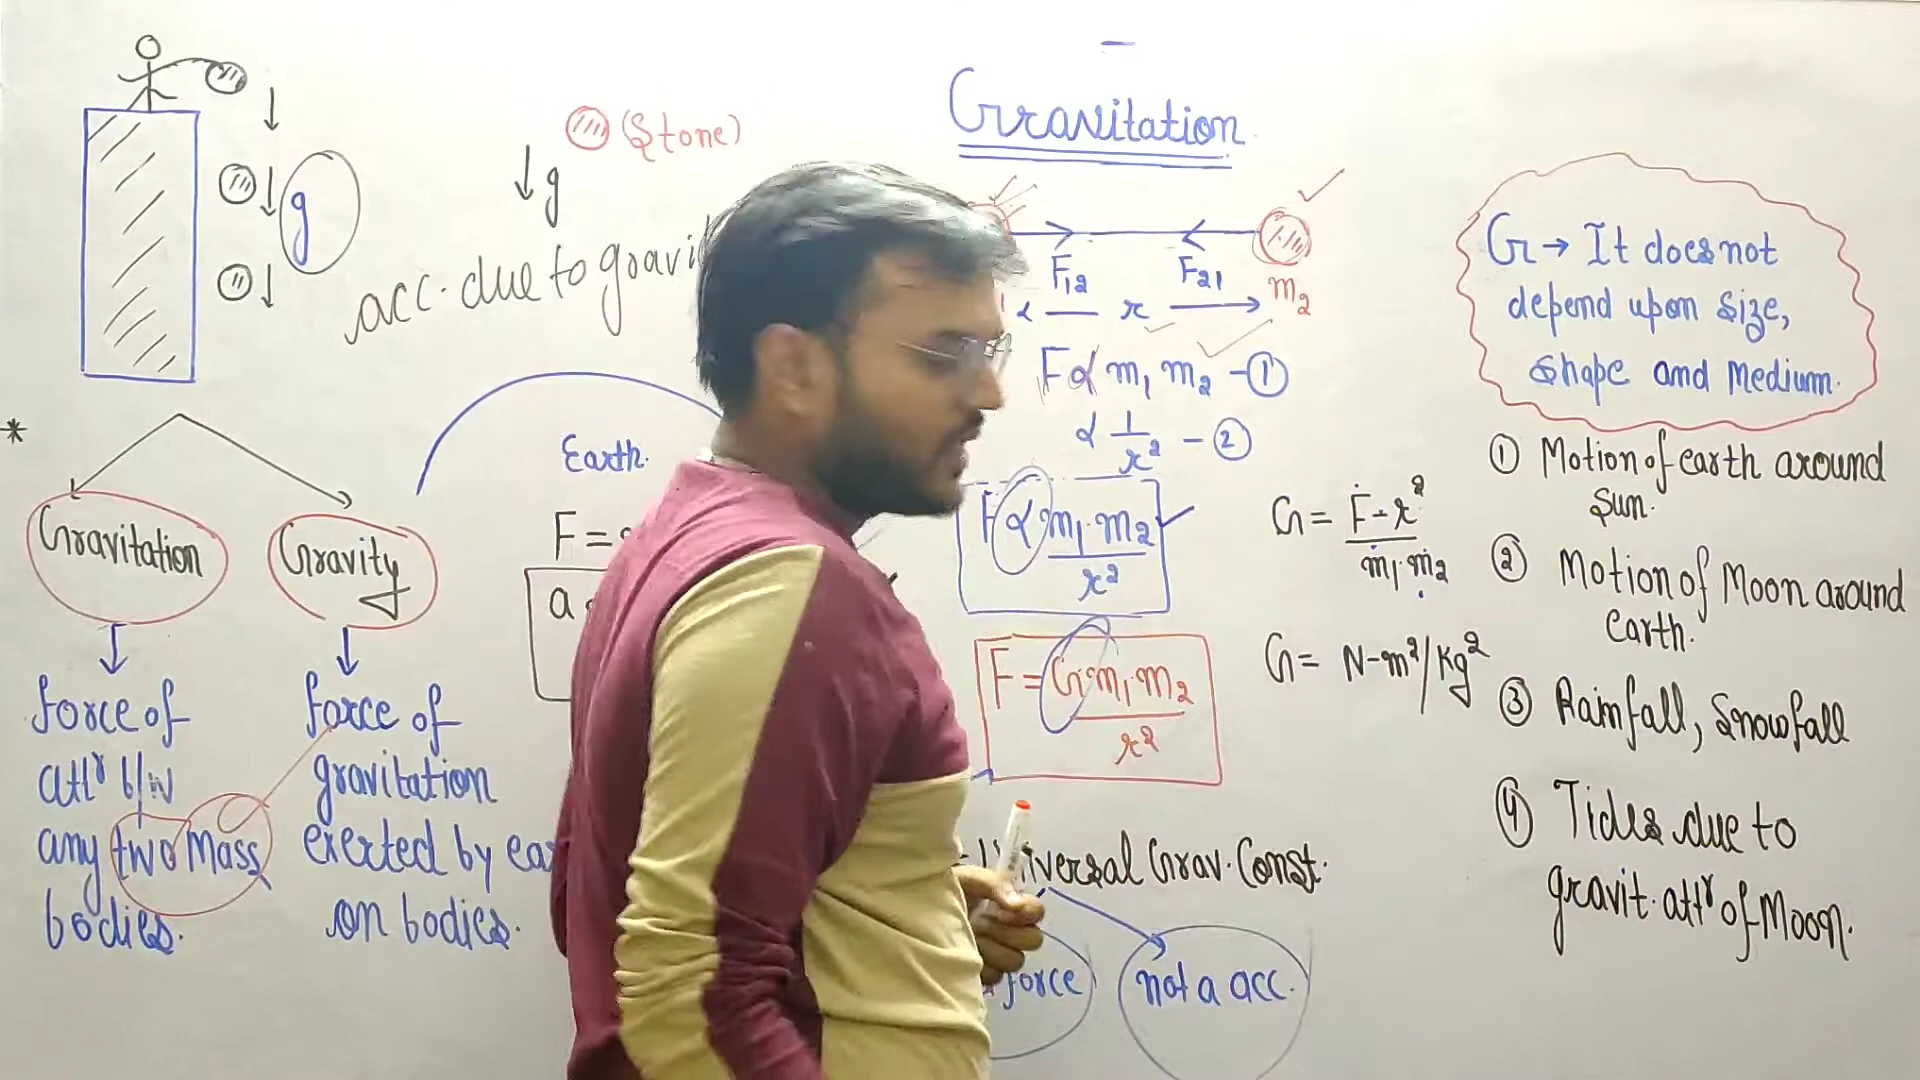 Gravitation
(Stone)
g
g
acc. due to
*
Gravitation
Gravity
Force of
attr b/w
any two Mass
bodies.
force of
gravitation
exerted by
on bodies.
Earth.
F =
a
F12
F21
m2
r
F ∝ m1 m2 - ①
∝ 1/r² - ②
F ∝ m1 . m2 / r²
F = G m1 . m2 / r²
G = F - r² / m1 . m2
G = N-m²/kg²
Universal Grav. Const.
force
not a acc.
G → It does not
depend upon size,
shape and Medium.
① Motion of earth around
Sun.
② Motion of Moon around
earth.
③ Rainfall, Snowfall
④ Tides due to
gravit. attr of Moon.